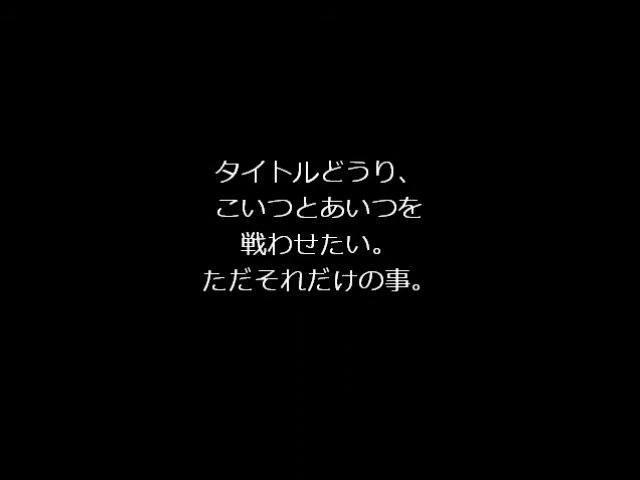 タイトルどうり、
こいつとあいつを
戦わせたい。
ただそれだけの事。